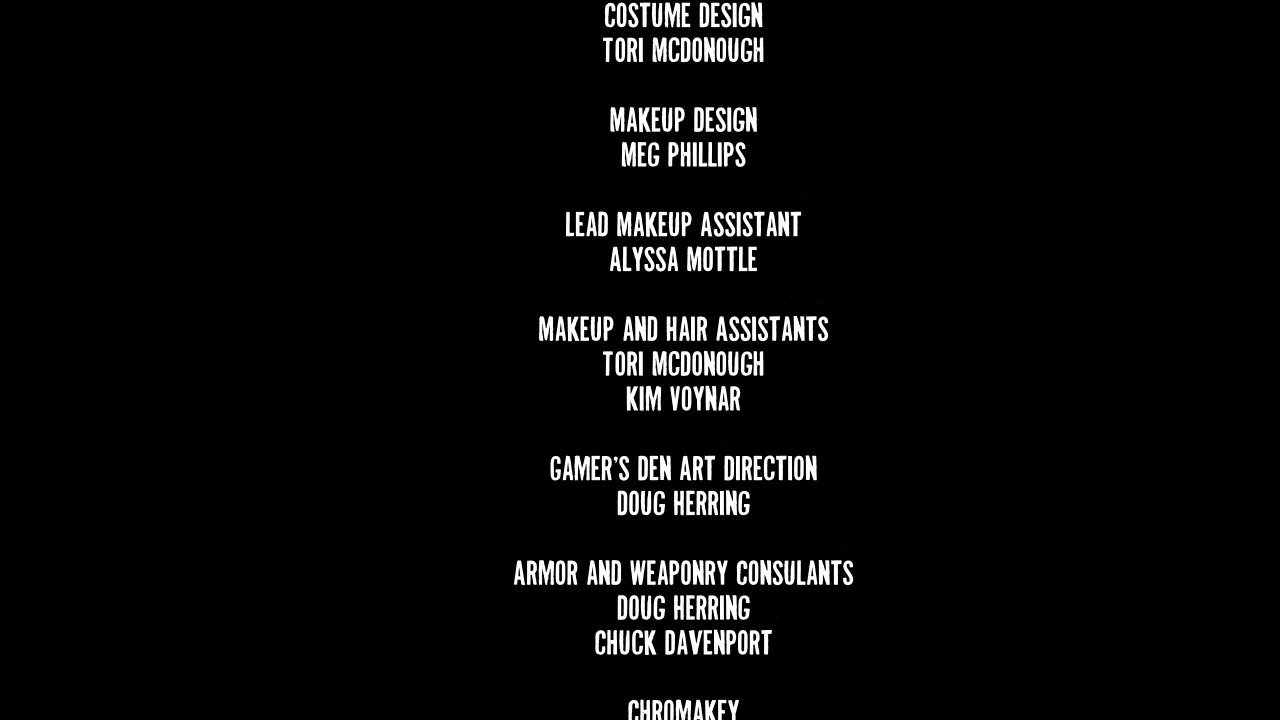 COSTUME DESIGN
TORI MCDONOUGH
MAKEUP DESIGN
MEG PHILLIPS
LEAD MAKEUP ASSISTANT
ALYSSA MOTTLE
MAKEUP AND HAIR ASSISTANTS
TORI MCDONOUGH
KIM VOYNAR
GAMER'S DEN ART DIRECTION
DOUG HERRING
ARMOR AND WEAPONRY CONSULANTS
DOUG HERRING
CHUCK DAVENPORT
CHROMAKEY